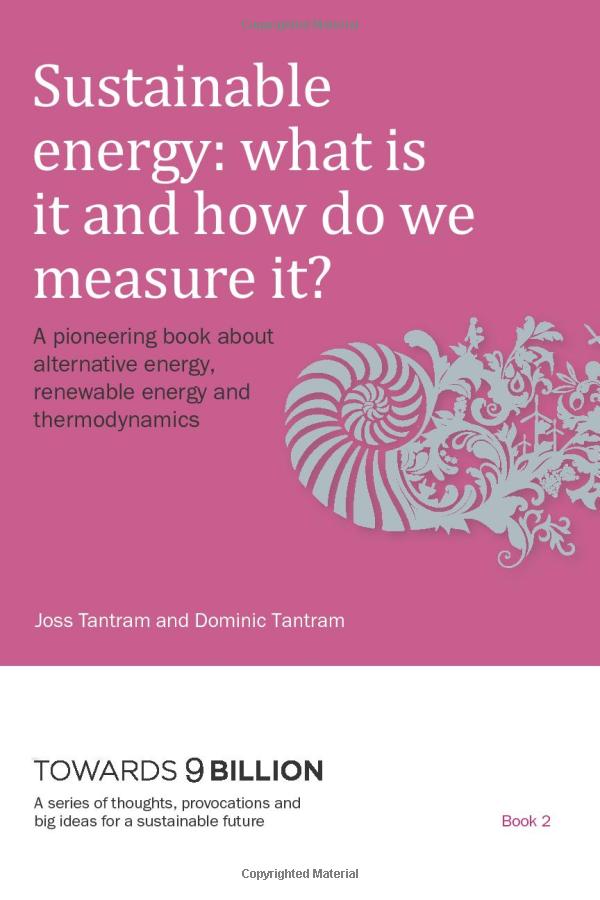 Copyrighted Material
Sustainable
energy: what is
it and how do we
measure it?
A pioneering book about
alternative energy,
renewable energy and
thermodynamics
Joss Tantram and Dominic Tantram
TOWARDS 9 BILLION
A series of thoughts, provocations and
big ideas for a sustainable future
Book 2
Copyrighted Material